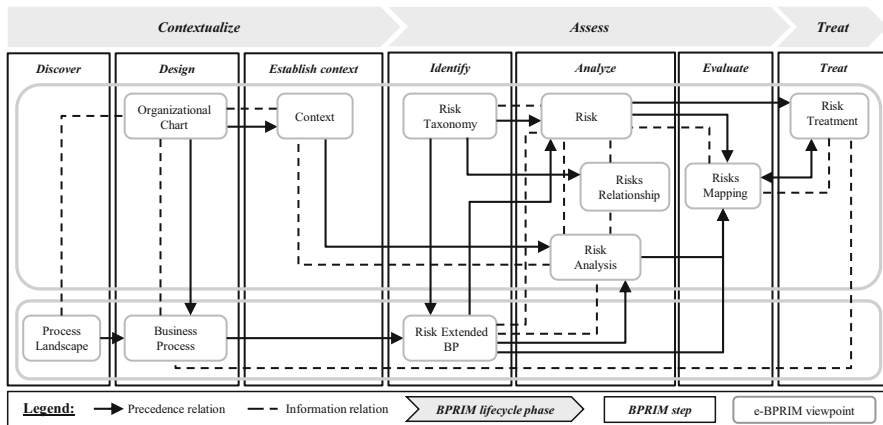 Contextualize
Assess
Treat
Discover
Design
Establish context
Identify
Analyze
Evaluate
Treat
Organizational
Chart
Context
Risk
Taxonomy
Risk
Risk
Treatment
Risks
Relationship
Risks
Mapping
Risk
Analysis
Process
Landscape
Business
Process
Risk Extended
BP
Legend:
Precedence relation
Information relation
BPRIM lifecycle phase
BPRIM step
e-BPRIM viewpoint